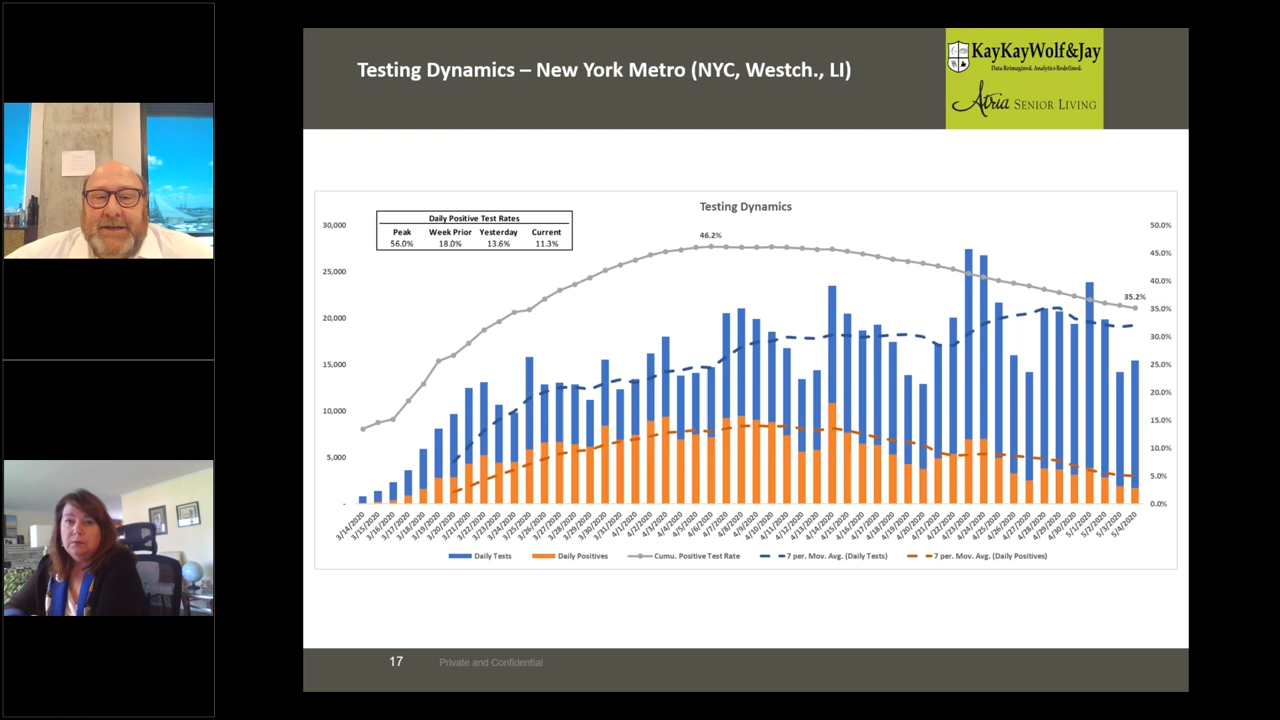 Testing Dynamics – New York Metro (NYC, Westch., LI)
KayKayWolf&Jay
Data Reimagined. Analytics Redefined.
Atria SENIOR LIVING
Testing Dynamics
Daily Positive Test Rates
Peak Week Prior Yesterday Current
56.0% 18.0% 13.6% 11.3%
30,000
25,000
20,000
15,000
10,000
5,000
-
46.2%
35.2%
50.0%
45.0%
40.0%
35.0%
30.0%
25.0%
20.0%
15.0%
10.0%
5.0%
0.0%
3/14/2020 3/15/2020 3/16/2020 3/17/2020 3/18/2020 3/19/2020 3/20/2020 3/21/2020 3/22/2020 3/23/2020 3/24/2020 3/25/2020 3/26/2020 3/27/2020 3/28/2020 3/29/2020 3/30/2020 3/31/2020 4/1/2020 4/2/2020 4/3/2020 4/4/2020 4/5/2020 4/6/2020 4/7/2020 4/8/2020 4/9/2020 4/10/2020 4/11/2020 4/12/2020 4/13/2020 4/14/2020 4/15/2020 4/16/2020 4/17/2020 4/18/2020 4/19/2020 4/20/2020 4/21/2020 4/22/2020 4/23/2020 4/24/2020 4/25/2020 4/26/2020 4/27/2020 4/28/2020 4/29/2020 4/30/2020 5/1/2020 5/2/2020 5/3/2020 5/4/2020
Daily Tests Daily Positives Cumu. Positive Test Rate 7 per. Mov. Avg. (Daily Tests) 7 per. Mov. Avg. (Daily Positives)
17 Private and Confidential